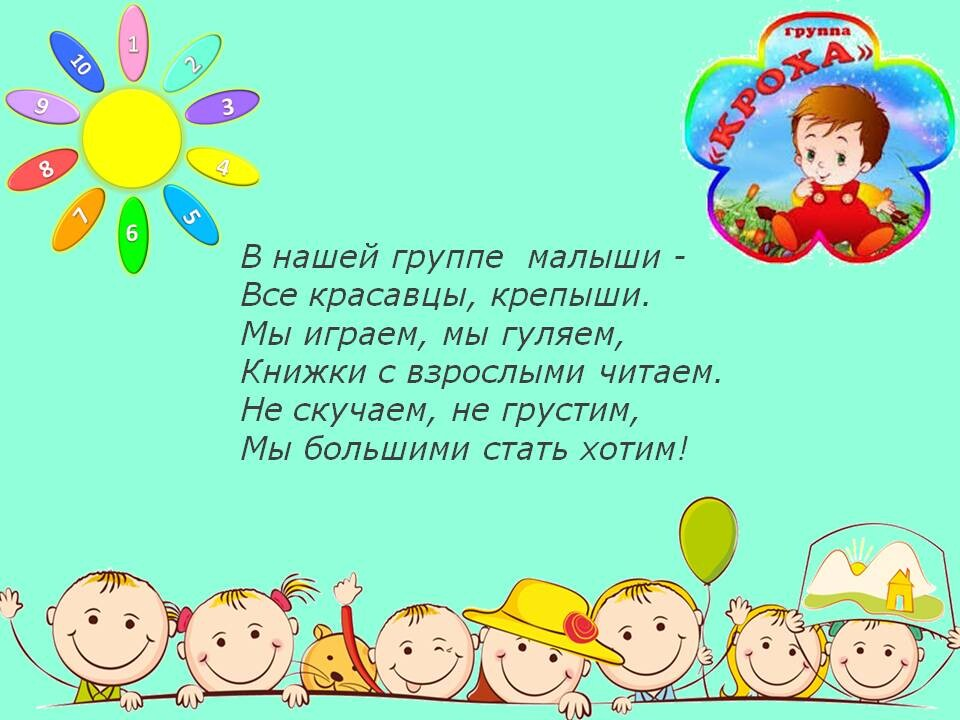 1
2
3
4
5
6
7
8
9
10
группа
«КРОХА»
В нашей группе  малыши -
Все красавцы, крепыши.
Мы играем, мы гуляем,
Книжки с взрослыми читаем.
Не скучаем, не грустим,
Мы большими стать хотим!